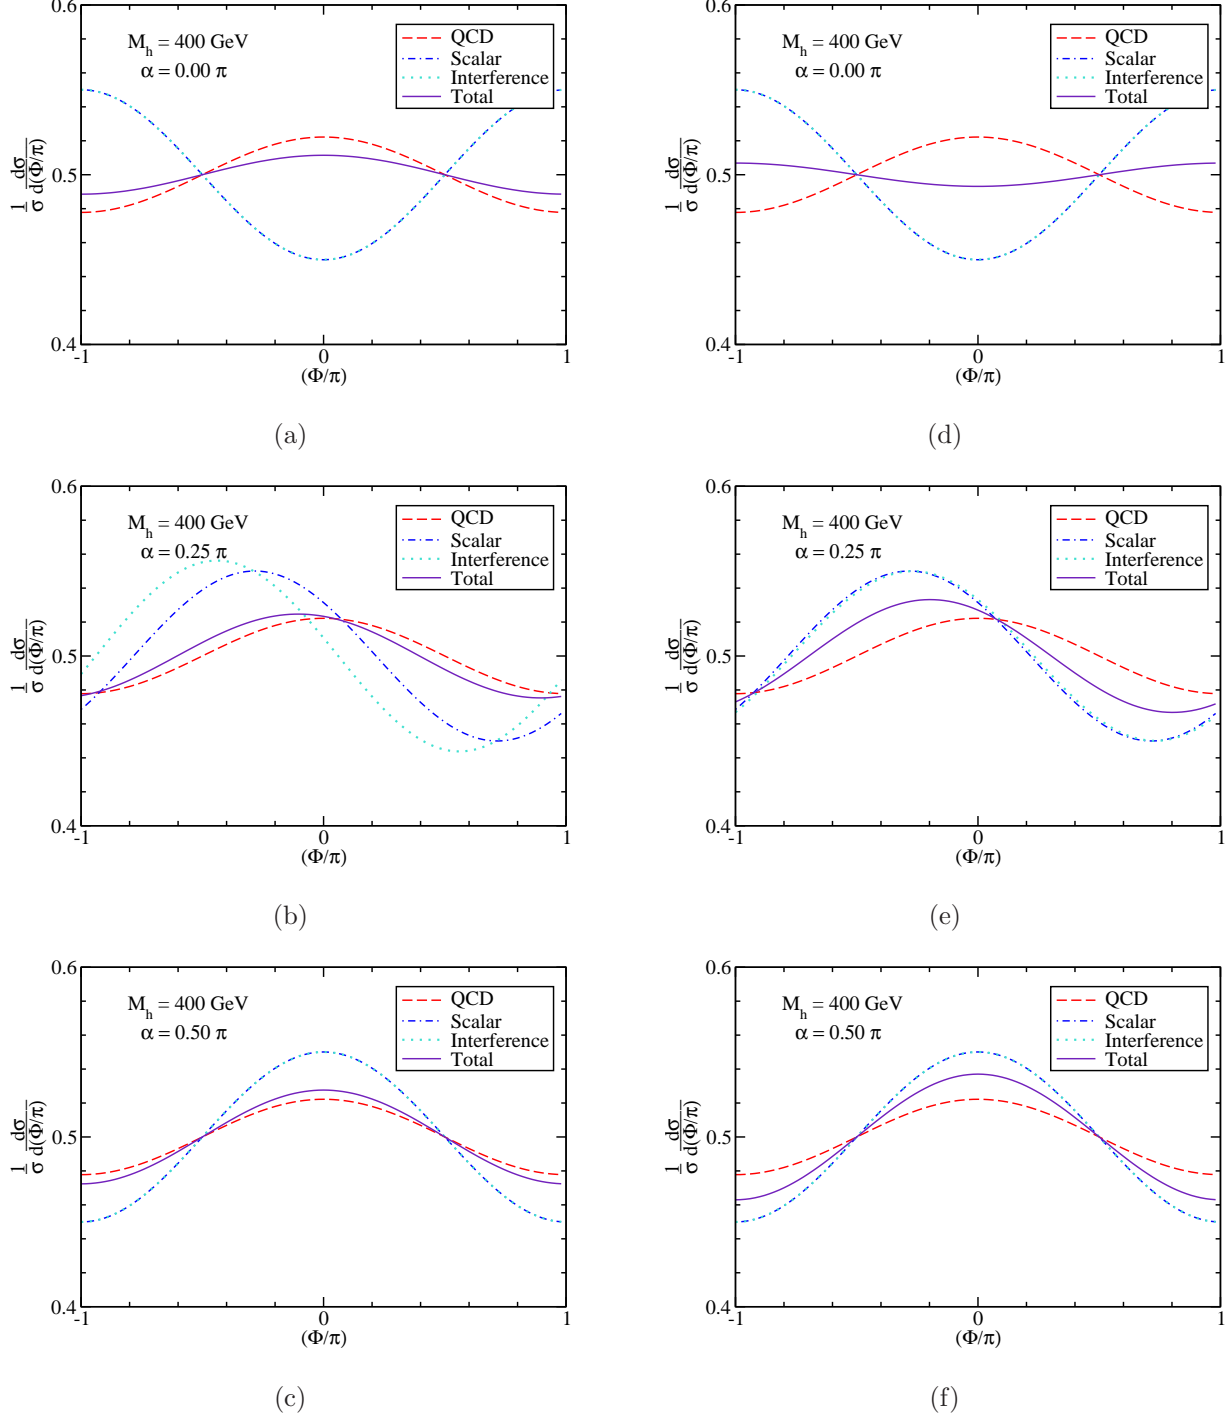 0.6
M_h = 400 GeV
α = 0.00 π
QCD
Scalar
Interference
Total
1/σ dσ/d(Φ/π)
0.5
0.4
-1
0
1
(Φ/π)
(a)
0.6
M_h = 400 GeV
α = 0.00 π
QCD
Scalar
Interference
Total
1/σ dσ/d(Φ/π)
0.5
0.4
-1
0
1
(Φ/π)
(d)
0.6
M_h = 400 GeV
α = 0.25 π
QCD
Scalar
Interference
Total
1/σ dσ/d(Φ/π)
0.5
0.4
-1
0
1
(Φ/π)
(b)
0.6
M_h = 400 GeV
α = 0.25 π
QCD
Scalar
Interference
Total
1/σ dσ/d(Φ/π)
0.5
0.4
-1
0
1
(Φ/π)
(e)
0.6
M_h = 400 GeV
α = 0.50 π
QCD
Scalar
Interference
Total
1/σ dσ/d(Φ/π)
0.5
0.4
-1
0
1
(Φ/π)
(c)
0.6
M_h = 400 GeV
α = 0.50 π
QCD
Scalar
Interference
Total
1/σ dσ/d(Φ/π)
0.5
0.4
-1
0
1
(Φ/π)
(f)